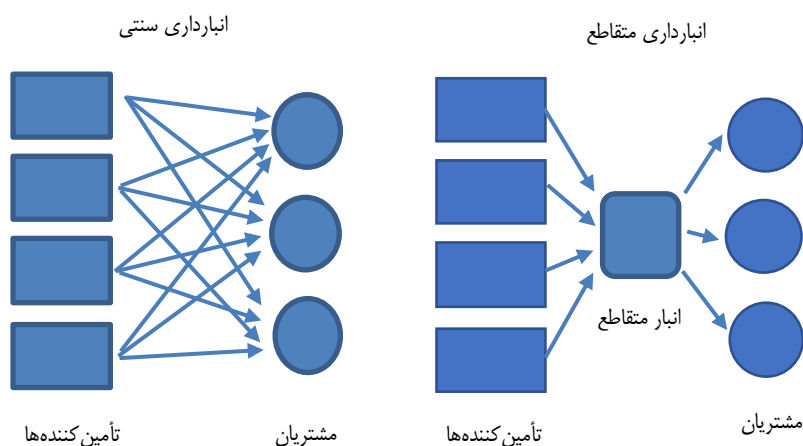 انبارداری متقاطع
انبارداری سنتی
انبار متقاطع
مشتریان
تأمین‌کننده‌ها
مشتریان
تأمین‌کننده‌ها